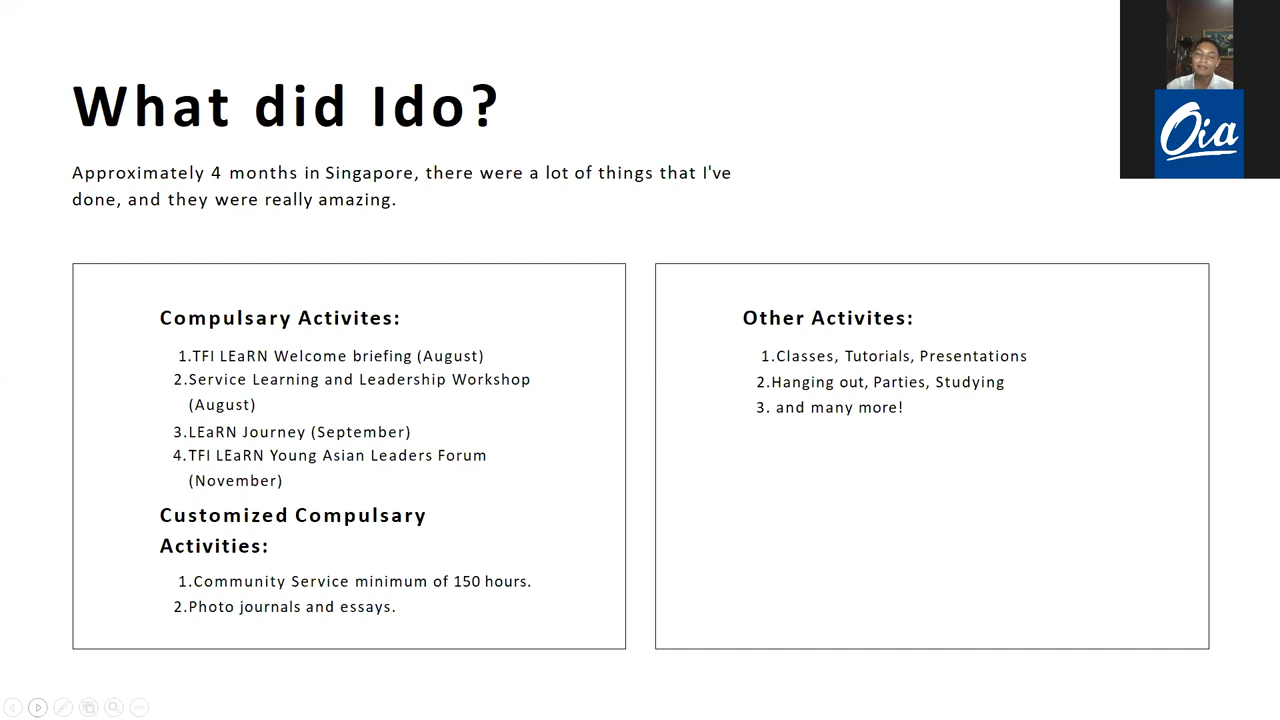 What did Ido?
Approximately 4 months in Singapore, there were a lot of things that I've
done, and they were really amazing.
Compulsary Activites:
1.TFI LEaRN Welcome briefing (August)
2.Service Learning and Leadership Workshop
(August)
3.LEaRN Journey (September)
4.TFI LEaRN Young Asian Leaders Forum
(November)
Customized Compulsary
Activities:
1.Community Service minimum of 150 hours.
2.Photo journals and essays.
Other Activites:
1.Classes, Tutorials, Presentations
2.Hanging out, Parties, Studying
3. and many more!
Oia